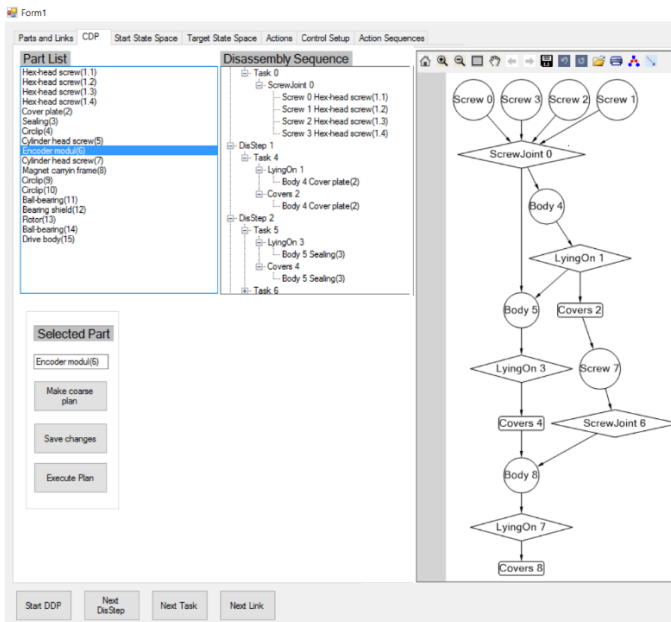 Form1
Parts and Links CDP Start State Space Target State Space Actions Control Setup Action Sequences
Part List
Hex-head screw(1.1)
Hex-head screw(1.2)
Hex-head screw(1.3)
Hex-head screw(1.4)
Cover plate(2)
Sealing(3)
Circlip(4)
Cylinder head screw(5)
Encoder modul(6)
Cylinder head screw(7)
Magnet carryin frame(8)
Circlip(9)
Circlip(10)
Ball-bearing(11)
Bearing shield(12)
Rotor(13)
Ball-bearing(14)
Drive body(15)
Disassembly Sequence
Task 0
ScrewJoint 0
Screw 0 Hex-head screw(1.1)
Screw 1 Hex-head screw(1.2)
Screw 2 Hex-head screw(1.3)
Screw 3 Hex-head screw(1.4)
DisStep 1
Task 4
LyingOn 1
Body 4 Cover plate(2)
Covers 2
Body 4 Cover plate(2)
DisStep 2
Task 5
LyingOn 3
Body 5 Sealing(3)
Covers 4
Body 5 Sealing(3)
Task 6
Screw 0 Screw 3 Screw 2 Screw 1
ScrewJoint 0
Body 4
LyingOn 1
Body 5 Covers 2
LyingOn 3 Screw 7
Covers 4 ScrewJoint 6
Body 8
LyingOn 7
Covers 8
Selected Part
Encoder modul(6)
Make coarse
plan
Save changes
Execute Plan
Start DDP
Next
DisStep
Next Task
Next Link